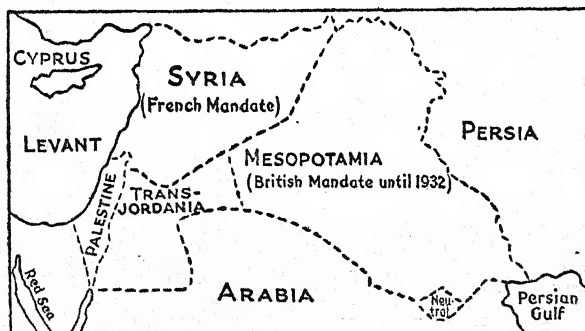 CYPRUS
SYRIA
(French Mandate)
LEVANT
PERSIA
MESOPOTAMIA
(British Mandate until 1932)
PALESTINE
TRANS-
JORDANIA
Red Sea
ARABIA
Neu-
tral
Persian
Gulf